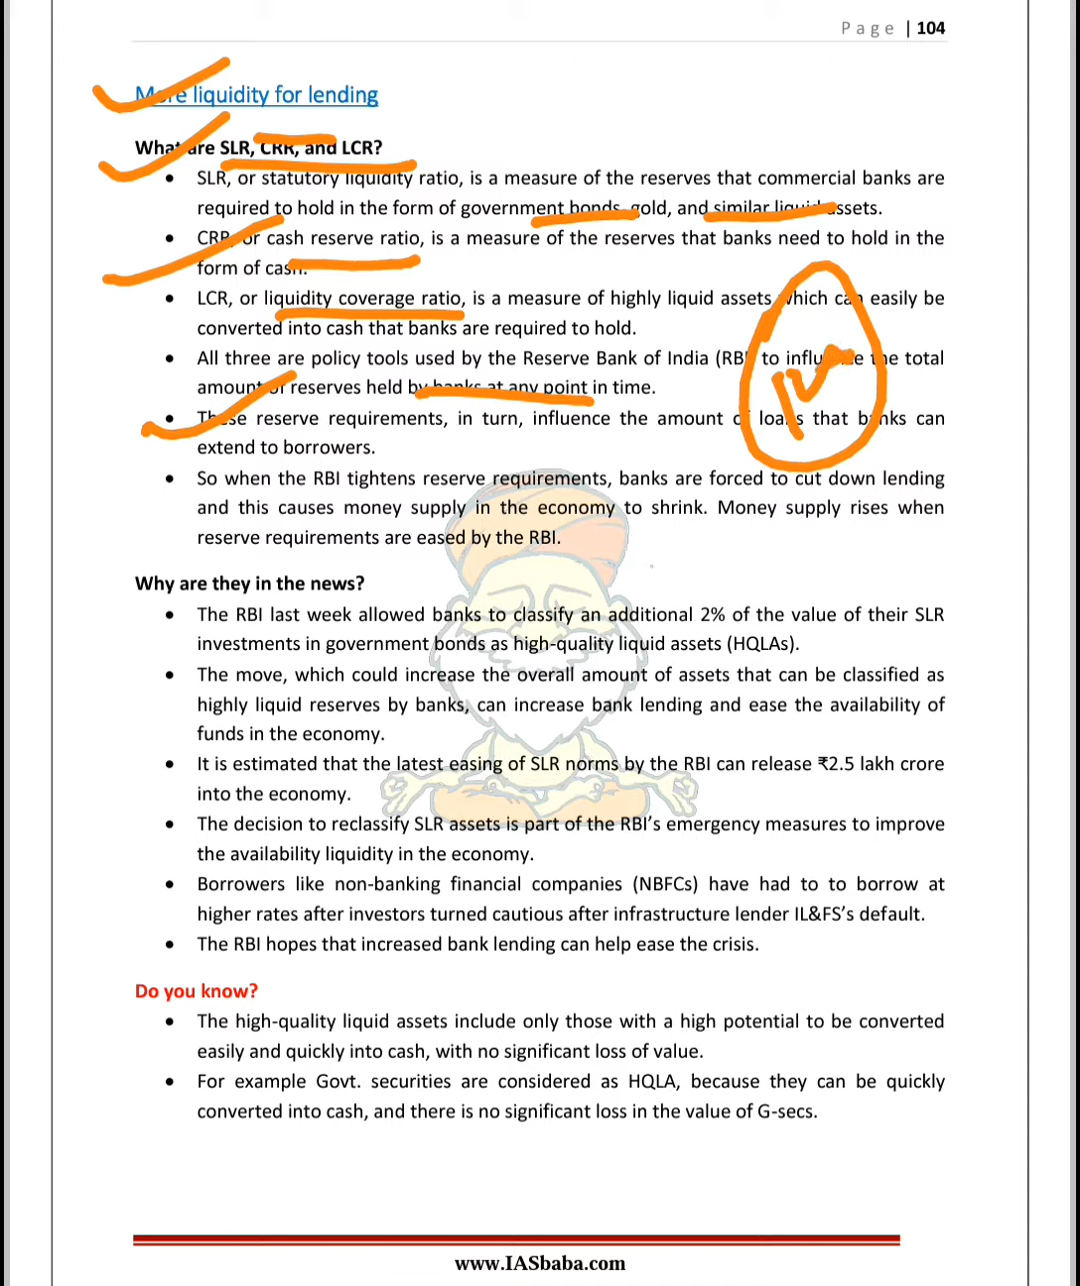 Page | 104
More liquidity for lending
What are SLR, CRR, and LCR?
• SLR, or statutory liquidity ratio, is a measure of the reserves that commercial banks are
required to hold in the form of government bonds, gold, and similar liquid assets.
• CRR, or cash reserve ratio, is a measure of the reserves that banks need to hold in the
form of cash.
• LCR, or liquidity coverage ratio, is a measure of highly liquid assets which can easily be
converted into cash that banks are required to hold.
• All three are policy tools used by the Reserve Bank of India (RBI) to influence the total
amount of reserves held by banks at any point in time.
• These reserve requirements, in turn, influence the amount of loans that banks can
extend to borrowers.
• So when the RBI tightens reserve requirements, banks are forced to cut down lending
and this causes money supply in the economy to shrink. Money supply rises when
reserve requirements are eased by the RBI.
Why are they in the news?
• The RBI last week allowed banks to classify an additional 2% of the value of their SLR
investments in government bonds as high-quality liquid assets (HQLAs).
• The move, which could increase the overall amount of assets that can be classified as
highly liquid reserves by banks, can increase bank lending and ease the availability of
funds in the economy.
• It is estimated that the latest easing of SLR norms by the RBI can release ₹2.5 lakh crore
into the economy.
• The decision to reclassify SLR assets is part of the RBI’s emergency measures to improve
the availability liquidity in the economy.
• Borrowers like non-banking financial companies (NBFCs) have had to to borrow at
higher rates after investors turned cautious after infrastructure lender IL&FS’s default.
• The RBI hopes that increased bank lending can help ease the crisis.
Do you know?
• The high-quality liquid assets include only those with a high potential to be converted
easily and quickly into cash, with no significant loss of value.
• For example Govt. securities are considered as HQLA, because they can be quickly
converted into cash, and there is no significant loss in the value of G-secs.
www.IASbaba.com